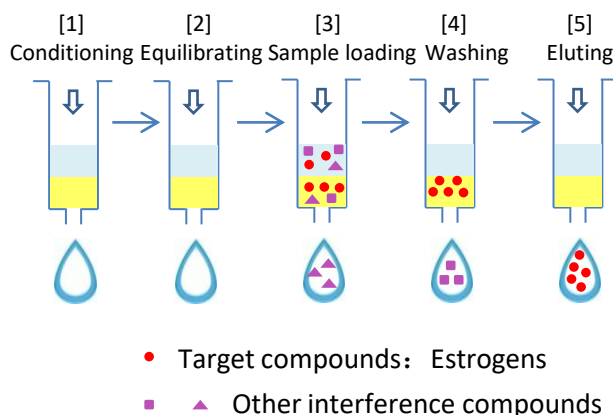 [1] [2] [3] [4] [5]
Conditioning Equilibrating Sample loading Washing Eluting
Target compounds： Estrogens
Other interference compounds